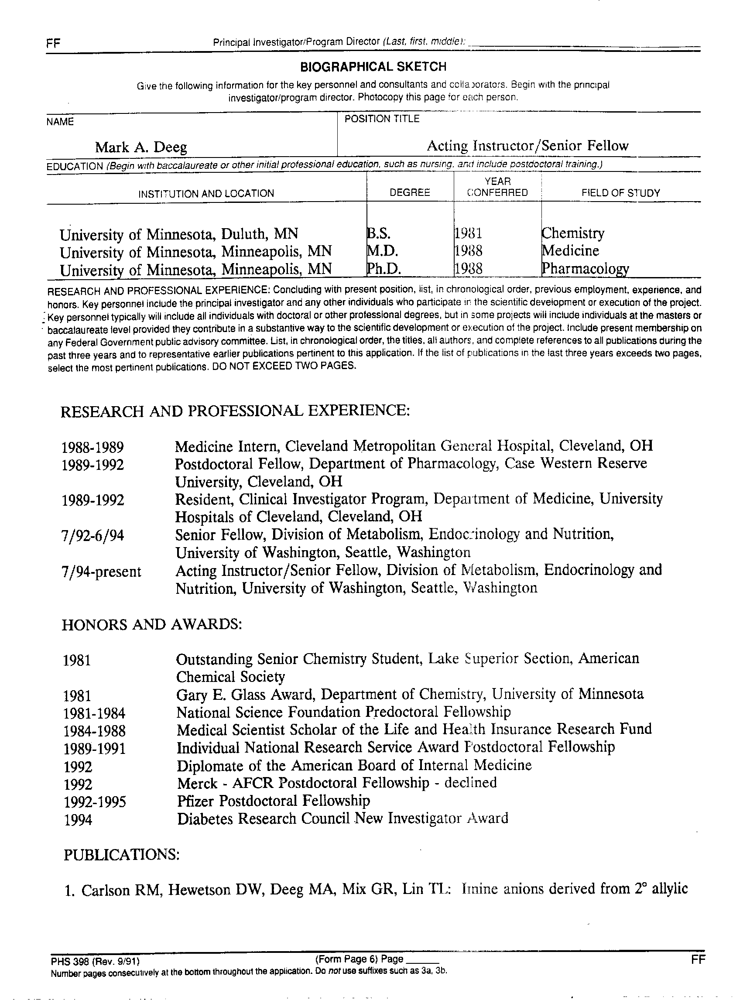 FF
Principal Investigator/Program Director (Last, first, middle):
BIOGRAPHICAL SKETCH
Give the following information for the key personnel and consultants and collaborators. Begin with the principal
investigator/program director. Photocopy this page for each person.
NAME
POSITION TITLE
Mark A. Deeg
Acting Instructor/Senior Fellow
EDUCATION (Begin with baccalaureate or other initial professional education, such as nursing, and include postdoctoral training.)
INSTITUTION AND LOCATION DEGREE YEAR CONFERRED FIELD OF STUDY
University of Minnesota, Duluth, MN B.S. 1981 Chemistry
University of Minnesota, Minneapolis, MN M.D. 1988 Medicine
University of Minnesota, Minneapolis, MN Ph.D. 1988 Pharmacology
RESEARCH AND PROFESSIONAL EXPERIENCE: Concluding with present position, list, in chronological order, previous employment, experience, and
honors. Key personnel include the principal investigator and any other individuals who participate in the scientific development or execution of the project.
Key personnel typically will include all individuals with doctoral or other professional degrees, but in some projects will include individuals at the masters or
baccalaureate level provided they contribute in a substantive way to the scientific development or execution of the project. Include present membership on
any Federal Government public advisory committee. List, in chronological order, the titles, all authors, and complete references to all publications during the
past three years and to representative earlier publications pertinent to this application. If the list of publications in the last three years exceeds two pages,
select the most pertinent publications. DO NOT EXCEED TWO PAGES.
RESEARCH AND PROFESSIONAL EXPERIENCE:
1988-1989 Medicine Intern, Cleveland Metropolitan General Hospital, Cleveland, OH
1989-1992 Postdoctoral Fellow, Department of Pharmacology, Case Western Reserve
University, Cleveland, OH
1989-1992 Resident, Clinical Investigator Program, Department of Medicine, University
Hospitals of Cleveland, Cleveland, OH
7/92-6/94 Senior Fellow, Division of Metabolism, Endocrinology and Nutrition,
University of Washington, Seattle, Washington
7/94-present Acting Instructor/Senior Fellow, Division of Metabolism, Endocrinology and
Nutrition, University of Washington, Seattle, Washington
HONORS AND AWARDS:
1981 Outstanding Senior Chemistry Student, Lake Superior Section, American
Chemical Society
1981 Gary E. Glass Award, Department of Chemistry, University of Minnesota
1981-1984 National Science Foundation Predoctoral Fellowship
1984-1988 Medical Scientist Scholar of the Life and Health Insurance Research Fund
1989-1991 Individual National Research Service Award Postdoctoral Fellowship
1992 Diplomate of the American Board of Internal Medicine
1992 Merck - AFCR Postdoctoral Fellowship - declined
1992-1995 Pfizer Postdoctoral Fellowship
1994 Diabetes Research Council New Investigator Award
PUBLICATIONS:
1. Carlson RM, Hewetson DW, Deeg MA, Mix GR, Lin TL: Imine anions derived from 2° allylic
PHS 398 (Rev. 9/91) (Form Page 6) Page ______ FF
Number pages consecutively at the bottom throughout the application. Do not use suffixes such as 3a, 3b.